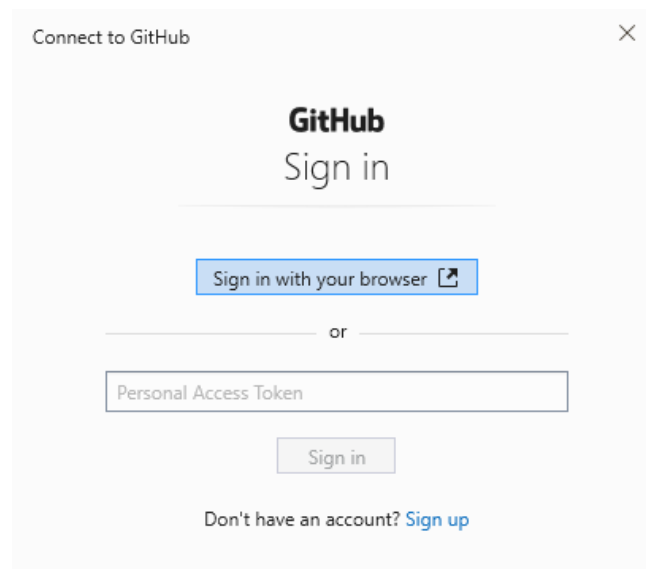 Connect to GitHub
GitHub
Sign in
Sign in with your browser
or
Personal Access Token
Sign in
Don't have an account? Sign up